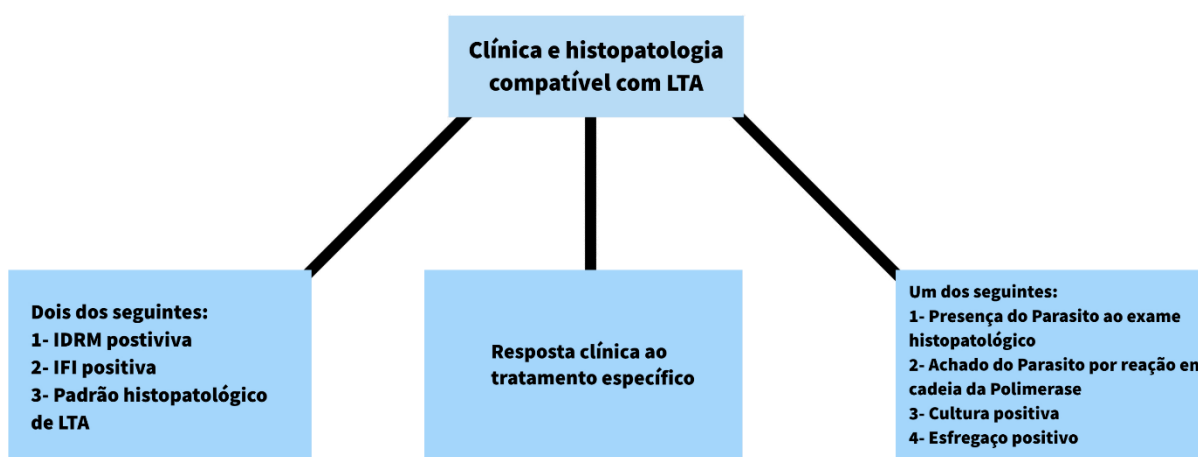 Clínica e histopatologia
compatível com LTA
Dois dos seguintes:
1- IDRM postiviva
2- IFI positiva
3- Padrão histopatológico
de LTA
Resposta clínica ao
tratamento específico
Um dos seguintes:
1- Presença do Parasito ao exame
histopatológico
2- Achado do Parasito por reação em
cadeia da Polimerase
3- Cultura positiva
4- Esfregaço positivo